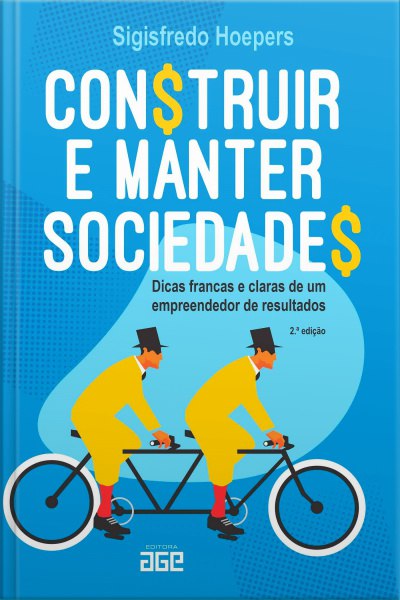 Sigisfredo Hoepers
CON$TRUIR
E MANTER
SOCIEDADE$
Dicas francas e claras de um
empreendedor de resultados
2.ª edição
EDITORA
AGE